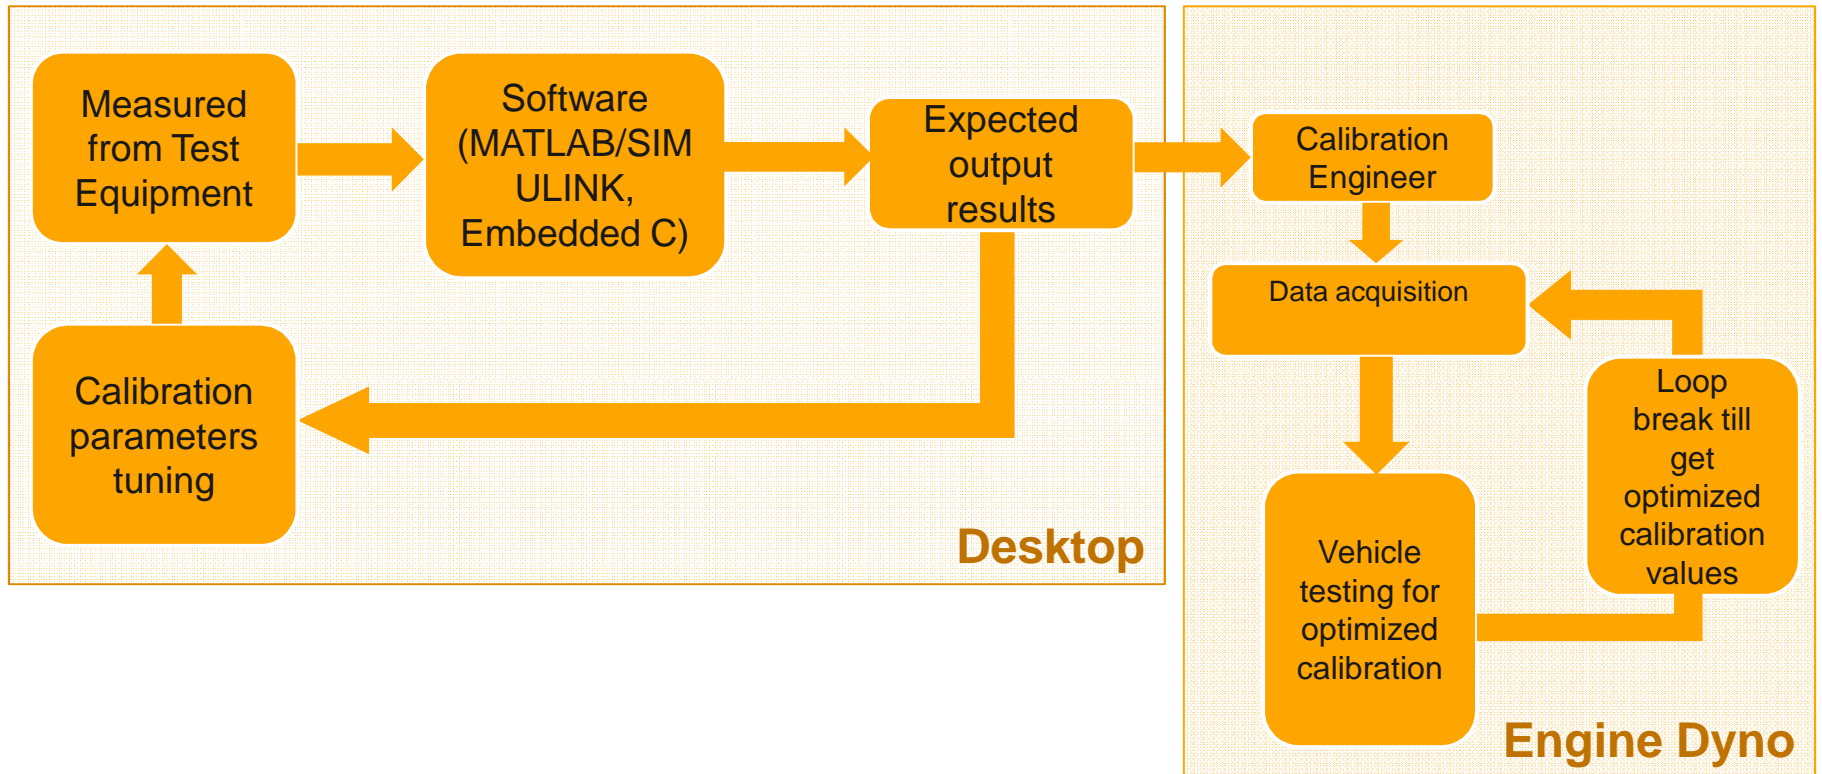 Measured
from Test
Equipment
Software
(MATLAB/SIM
ULINK,
Embedded C)
Expected
output
results
Calibration
parameters
tuning
Desktop
Calibration
Engineer
Data acquisition
Vehicle
testing for
optimized
calibration
Loop
break till
get
optimized
calibration
values
Engine Dyno